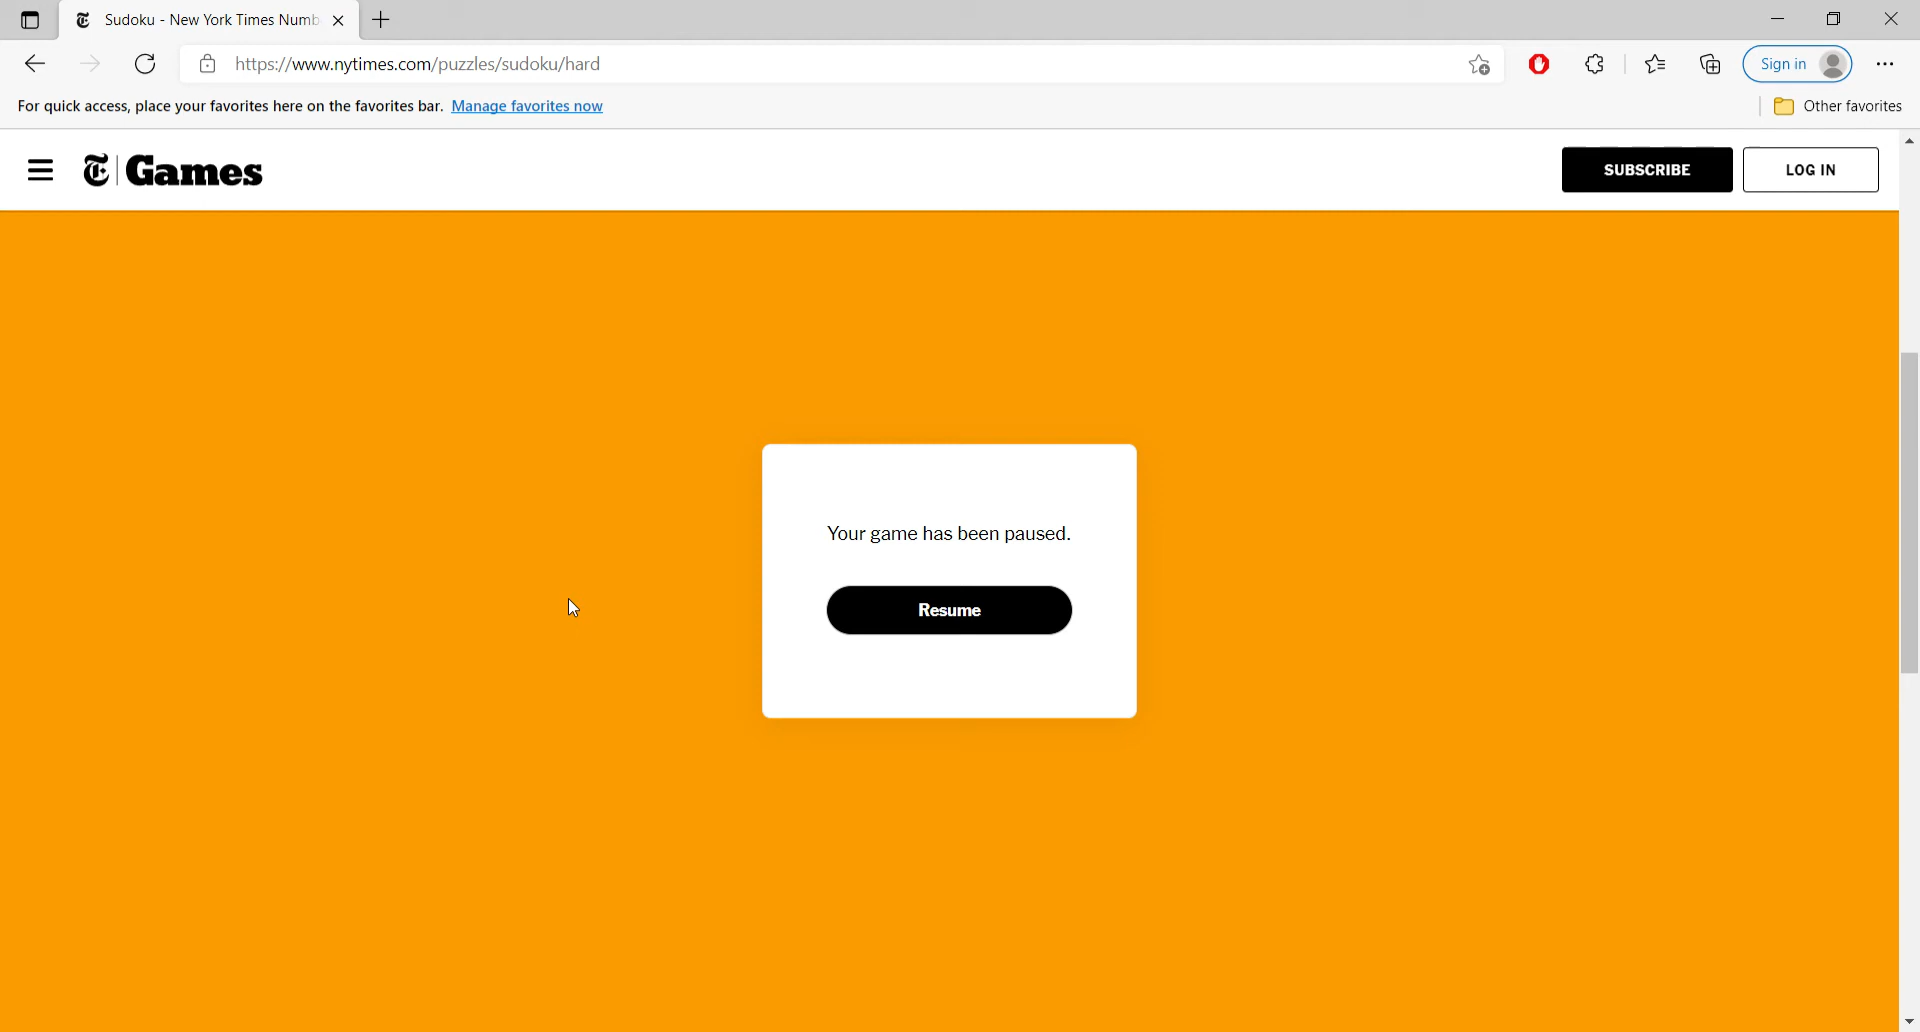 Sudoku - New York Times Numb
https://www.nytimes.com/puzzles/sudoku/hard
Sign in
For quick access, place your favorites here on the favorites bar. Manage favorites now
Other favorites
T Games
SUBSCRIBE
LOG IN
Your game has been paused.
Resume